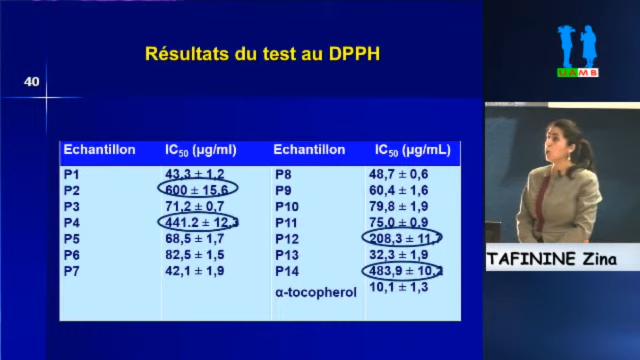 Résultats du test au DPPH
40
Echantillon IC50 (µg/ml) Echantillon IC50 (µg/mL)
P1 43,3 ± 1,2 P8 48,7 ± 0,6
P2 600 ± 15,6 P9 60,4 ± 1,6
P3 71,2 ± 0,7 P10 79,8 ± 1,9
P4 441.2 ± 12, P11 75.0 ± 0.9
P5 68,5 ± 1,7 P12 208,3 ± 11,
P6 82,5 ± 1,5 P13 32,3 ± 1,9
P7 42,1 ± 1,9 P14 483,9 ± 10,
α-tocopherol 10,1 ± 1,3
UAMB
TAFININE Zina